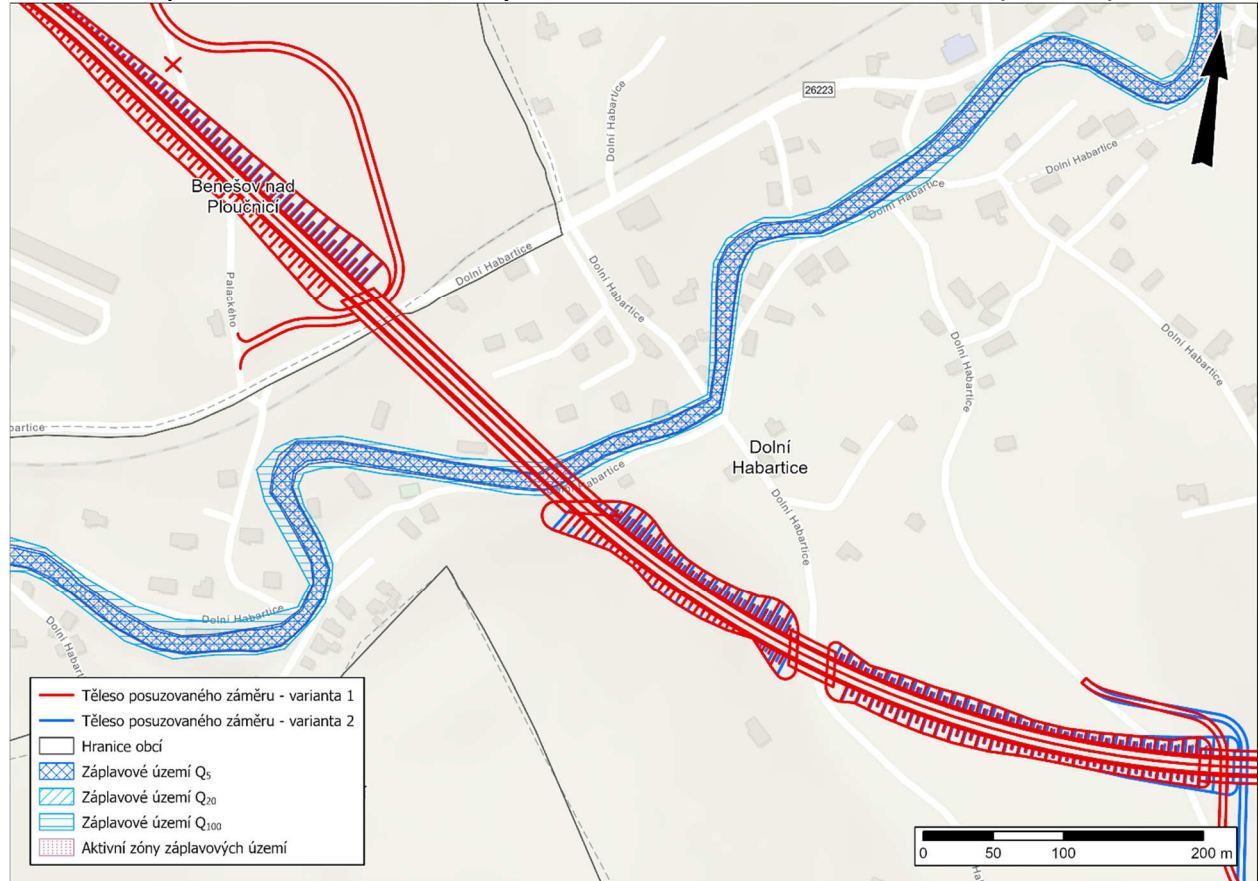 26223
Dolní Habartice
Dolní Habartice
Benešov nad
Ploučnicí
Dolní Habartice
Dolní Habartice
Dolní Habartice
Palackého
Dolní Habartice
Dolní Habartice
Dolní
Habartice
Dolní Habartice
Dolní Habartice
Dolní Habartice
Těleso posuzovaného záměru - varianta 1
Těleso posuzovaného záměru - varianta 2
Hranice obcí
Záplavové území Q₅
Záplavové území Q₂₀
Záplavové území Q₁₀₀
Aktivní zóny záplavových území
0 50 100 200 m